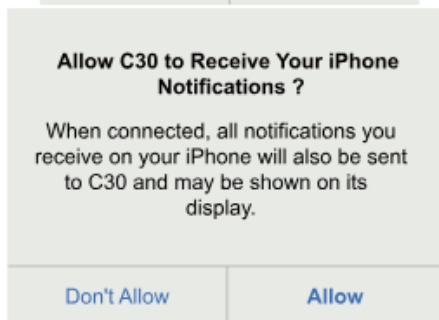 Allow C30 to Receive Your iPhone
Notifications ?
When connected, all notifications you
receive on your iPhone will also be sent
to C30 and may be shown on its
display.
Don't Allow
Allow